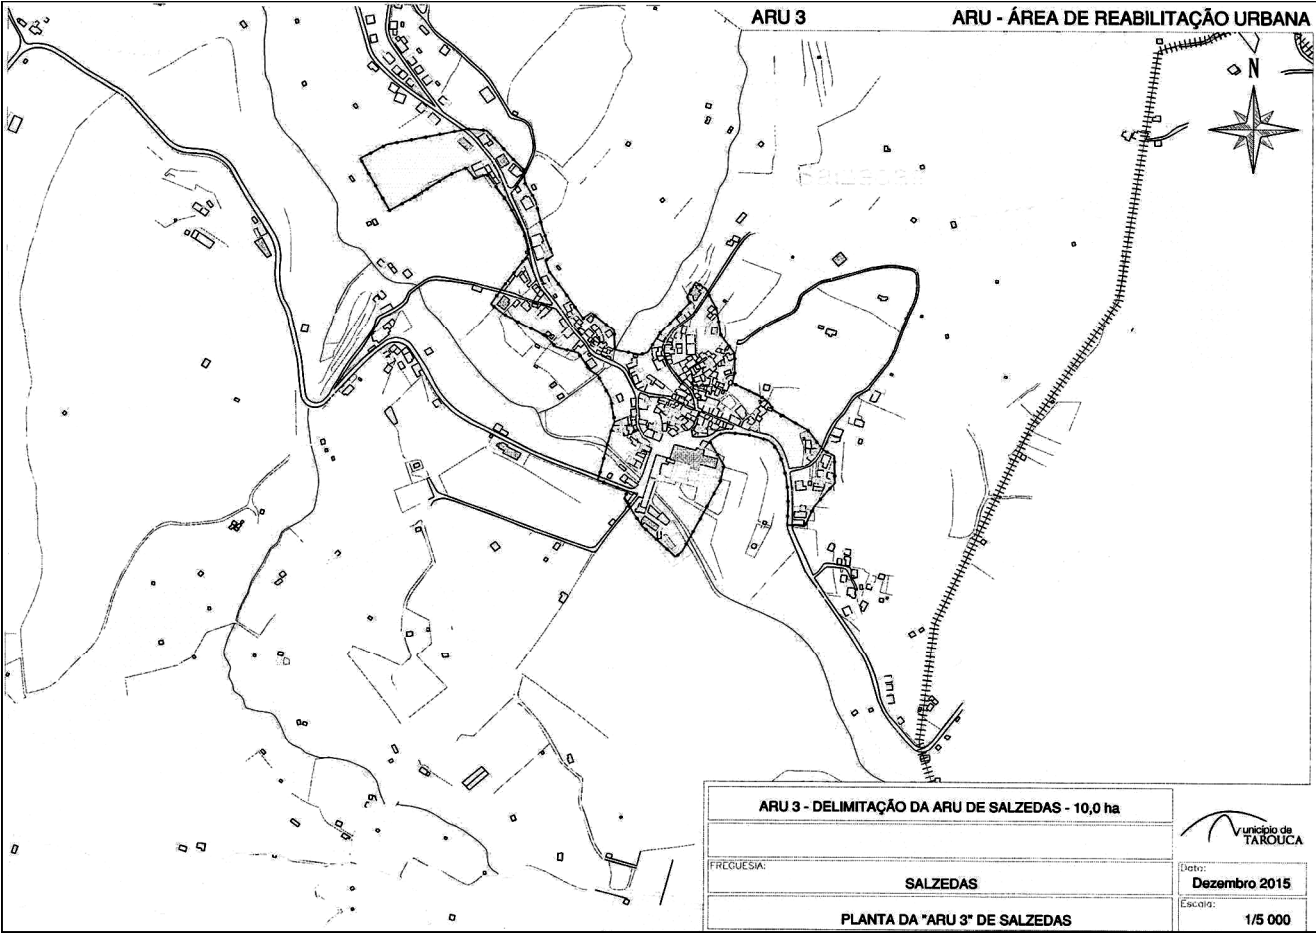 ARU 3
ARU - ÁREA DE REABILITAÇÃO URBANA
N
ARU 3 - DELIMITAÇÃO DA ARU DE SALZEDAS - 10,0 ha
unicípio de
TAROUCA
FREGUESIA:
SALZEDAS
Data:
Dezembro 2015
PLANTA DA "ARU 3" DE SALZEDAS
Escala:
1/5 000